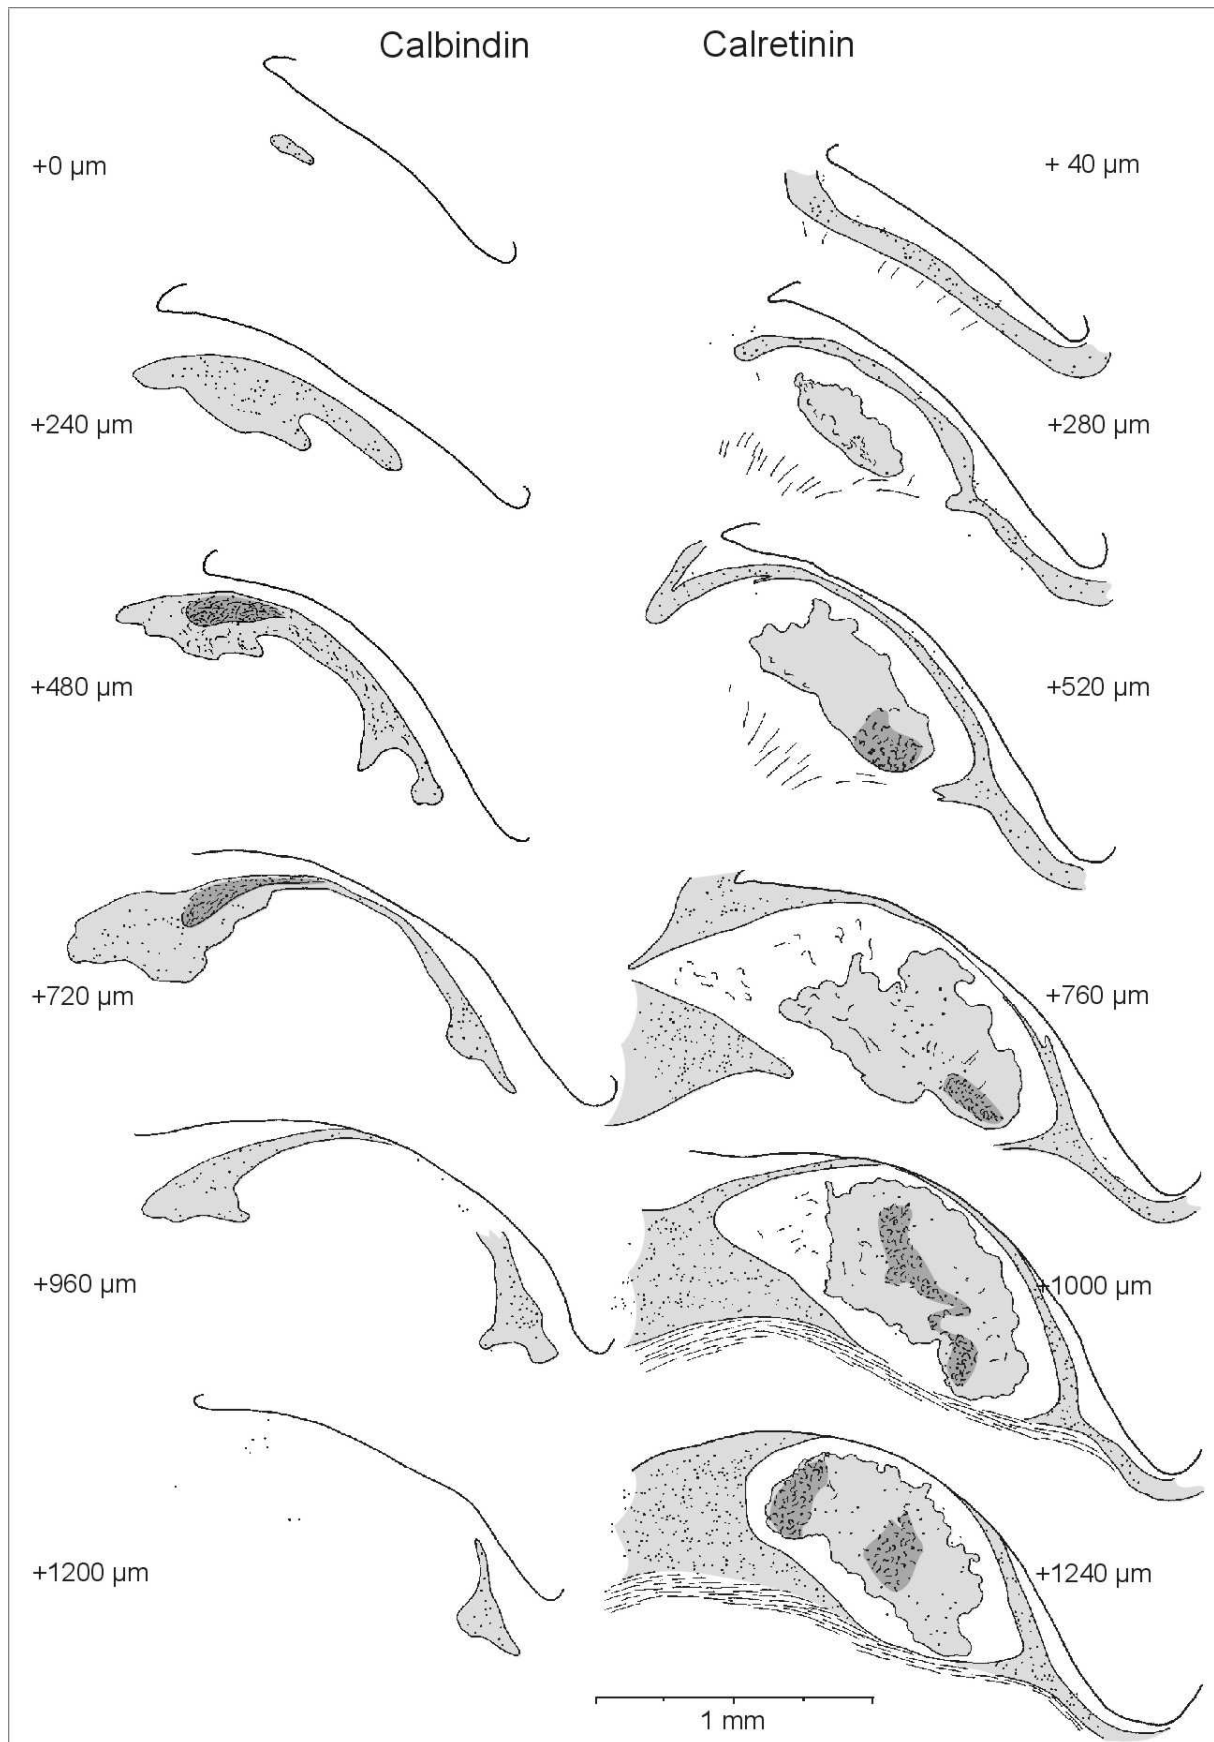 Calbindin Calretinin
+0 µm + 40 µm
+240 µm +280 µm
+480 µm +520 µm
+720 µm +760 µm
+960 µm +1000 µm
+1200 µm +1240 µm
1 mm